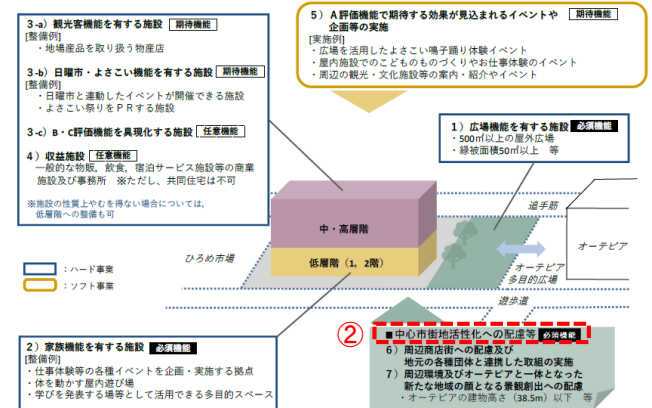 3-a）観光客機能を有する施設 期待機能
[整備例]
・地場産品を取り扱う物産店
3-b）日曜市・よさこい機能を有する施設 期待機能
[整備例]
・日曜市と連動したイベントが開催できる施設
・よさこい祭りをＰＲする施設
3-c）B・C評価機能を具現化する施設 任意機能
4）収益施設 任意機能
一般的な物販、飲食、宿泊サービス施設等の商業
施設及び事務所　※ただし、共同住宅は不可
※施設の性質上やむを得ない場合については、
低層階への整備も可
5）Ａ評価機能で期待する効果が見込まれるイベントや 期待機能
企画等の実施
[実施例]
・広場を活用したよさこい鳴子踊り体験イベント
・屋内施設でのこどものものづくりやお仕事体験のイベント
・周辺の観光・文化施設等の案内・紹介やイベント
1）広場機能を有する施設 必須機能
・500㎡以上の屋外広場
・緑被面積50㎡以上　等
追手筋
中・高層階
オーテピア
ひろめ市場
低層階（1，2階）
オーテピア
多目的広場
：ハード事業
：ソフト事業
遊歩道
2）家族機能を有する施設 必須機能
[整備例]
・仕事体験等の各種イベントを企画・実施する拠点
・体を動かす屋内遊び場
・学びを発表する場等として活用できる多目的スペース
②
■中心市街地活性化への配慮等 必須機能
6）周辺商店街への配慮及び
地元の各種団体と連携した取組の実施
7）周辺環境及びオーテピアと一体となった
新たな地域の顔となる景観創出への配慮
・オーテピアの建物高さ（38.5m）以下　等